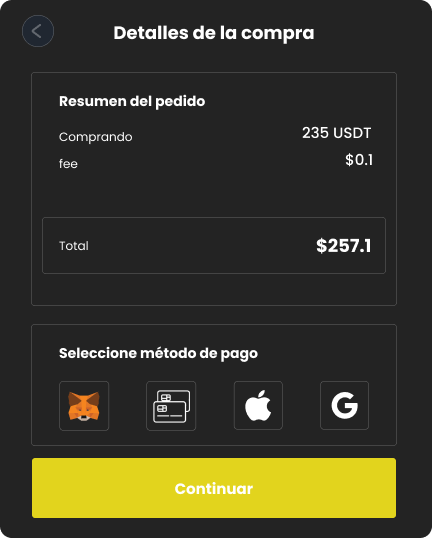 Detalles de la compra
Resumen del pedido
Comprando 235 USDT
fee $0.1
Total $257.1
Seleccione método de pago
G
Continuar